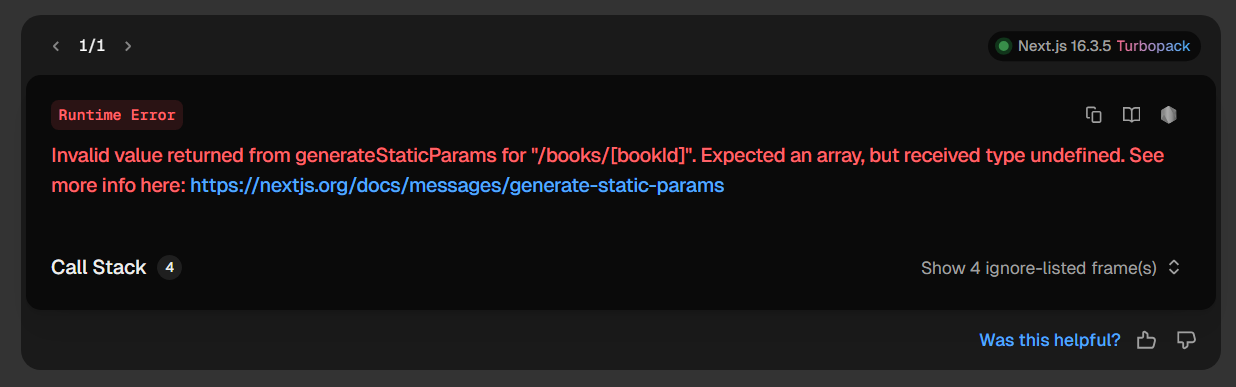 1/1
Next.js 16.3.5 Turbopack
Runtime Error
Invalid value returned from generateStaticParams for "/books/[bookId]". Expected an array, but received type undefined. See
more info here: https://nextjs.org/docs/messages/generate-static-params
Call Stack 4
Show 4 ignore-listed frame(s)
Was this helpful?